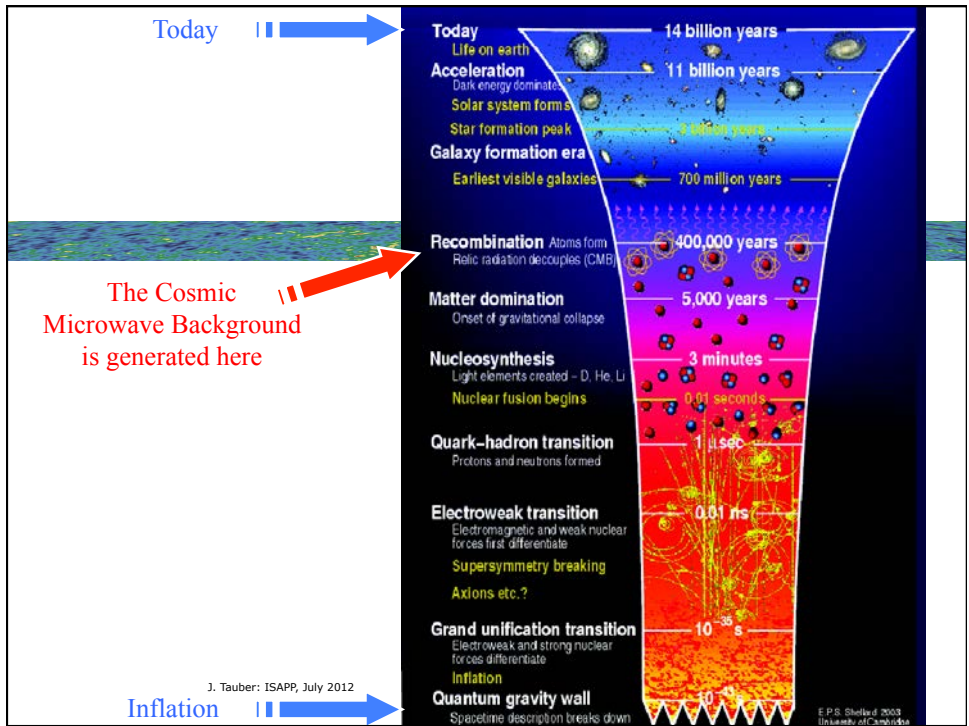 Today
Today
14 billion years
Life on earth
Acceleration
11 billion years
Dark energy dominates
Solar system forms
Star formation peak
billion years
Galaxy formation era
Earliest visible galaxies
700 million years
Recombination Atoms form
400,000 years
Relic radiation decouples (CMB)
The Cosmic
Microwave Background
is generated here
Matter domination
5,000 years
Onset of gravitational collapse
Nucleosynthesis
3 minutes
Light elements created – D, He, Li
Nuclear fusion begins
0.01 seconds
Quark–hadron transition
1 μsec
Protons and neutrons formed
Electroweak transition
0.01 ns
Electromagnetic and weak nuclear
forces first differentiate
Supersymmetry breaking
Axions etc.?
Grand unification transition
10⁻³⁵ s
Electroweak and strong nuclear
forces differentiate
Inflation
J. Tauber: ISAPP, July 2012
Inflation
Quantum gravity wall
10⁻⁴³ s
Spacetime description breaks down
E.P.S. Shellard 2003
University of Cambridge